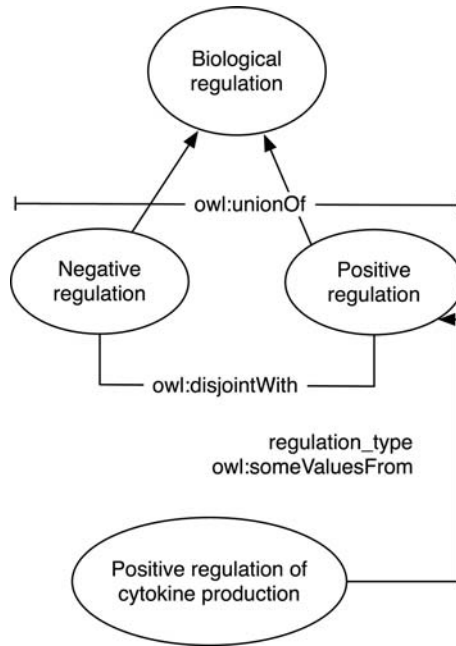 Biological
regulation
owl:unionOf
Negative
regulation
Positive
regulation
owl:disjointWith
regulation_type
owl:someValuesFrom
Positive regulation of
cytokine production